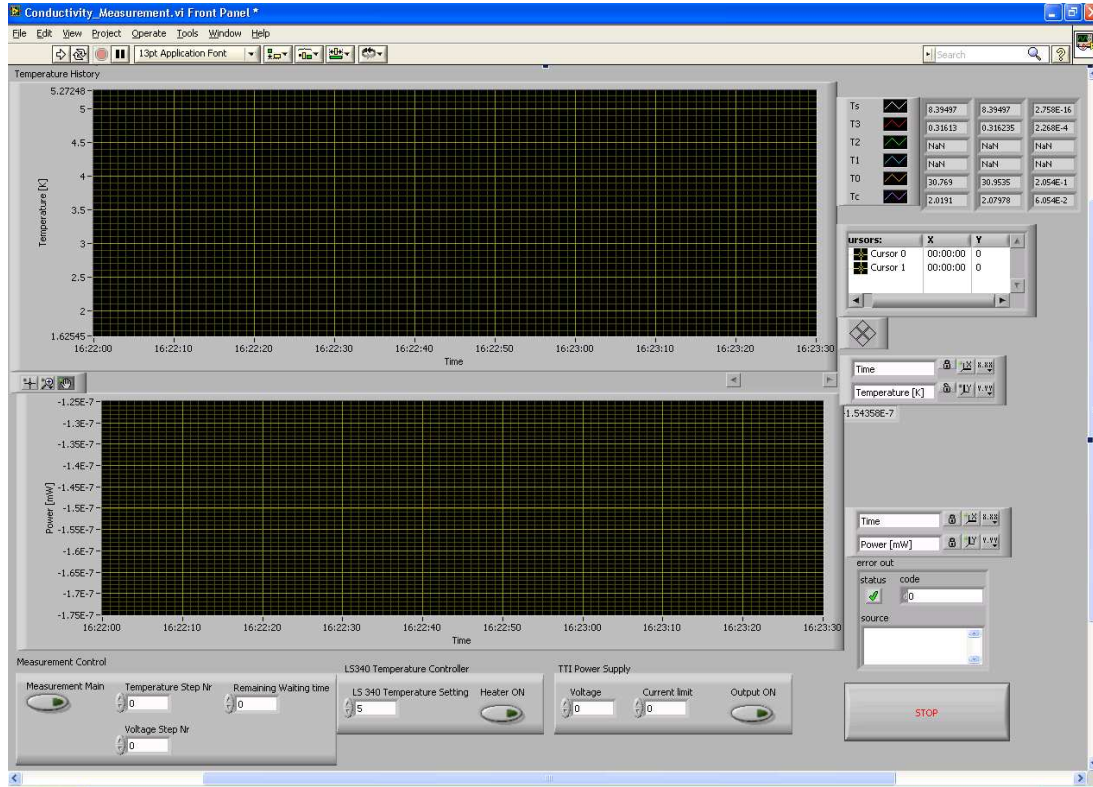 Conductivity_Measurement.vi Front Panel *
File Edit View Project Operate Tools Window Help
13pt Application Font
Search
Temperature History
5.27248
5
4.5
4
3.5
3
2.5
2
1.62545
Temperature [K]
16:22:00 16:22:10 16:22:20 16:22:30 16:22:40 16:22:50 16:23:00 16:23:10 16:23:20 16:23:30
Time
Ts 8.39497 8.39497 2.758E-16
T3 0.31613 0.316235 2.268E-4
T2 NaN NaN NaN
T1 NaN NaN NaN
T0 30.769 30.9535 2.054E-1
Tc 2.0191 2.07978 6.054E-2
ursors: X Y
Cursor 0 00:00:00 0
Cursor 1 00:00:00 0
Time X.XX
Temperature [K] Y.YY
-1.54358E-7
-1.25E-7
-1.3E-7
-1.35E-7
-1.4E-7
-1.45E-7
-1.5E-7
-1.55E-7
-1.6E-7
-1.65E-7
-1.7E-7
-1.75E-7
Power [mW]
16:22:00 16:22:10 16:22:20 16:22:30 16:22:40 16:22:50 16:23:00 16:23:10 16:23:20 16:23:30
Time
Time X.XX
Power [mW] Y.YY
error out
status code
0
source
Measurement Control
Measurement Main Temperature Step Nr Remaining Waiting time
0 0
Voltage Step Nr
0
LS340 Temperature Controller
LS 340 Temperature Setting Heater ON
5
TTI Power Supply
Voltage Current limit Output ON
0 0
STOP